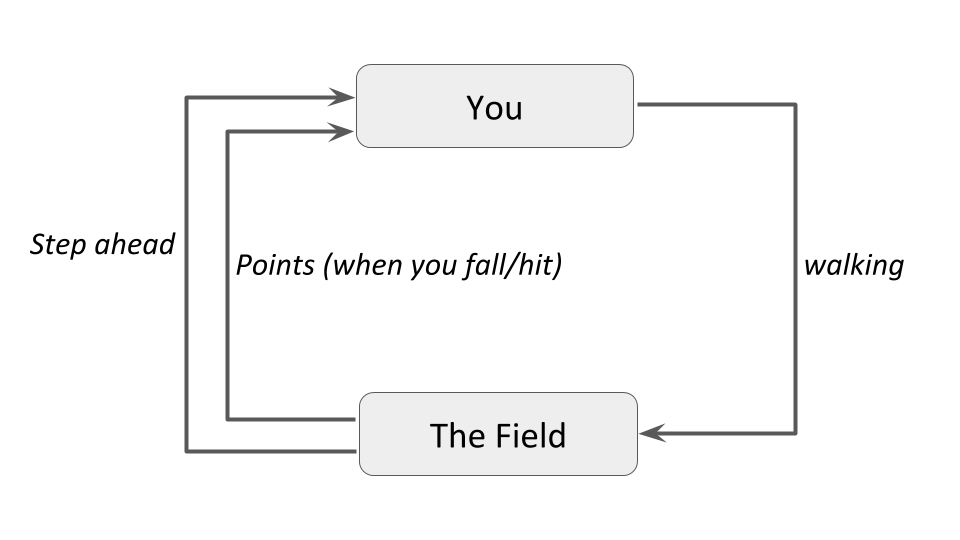 You
Step ahead
Points (when you fall/hit)
walking
The Field